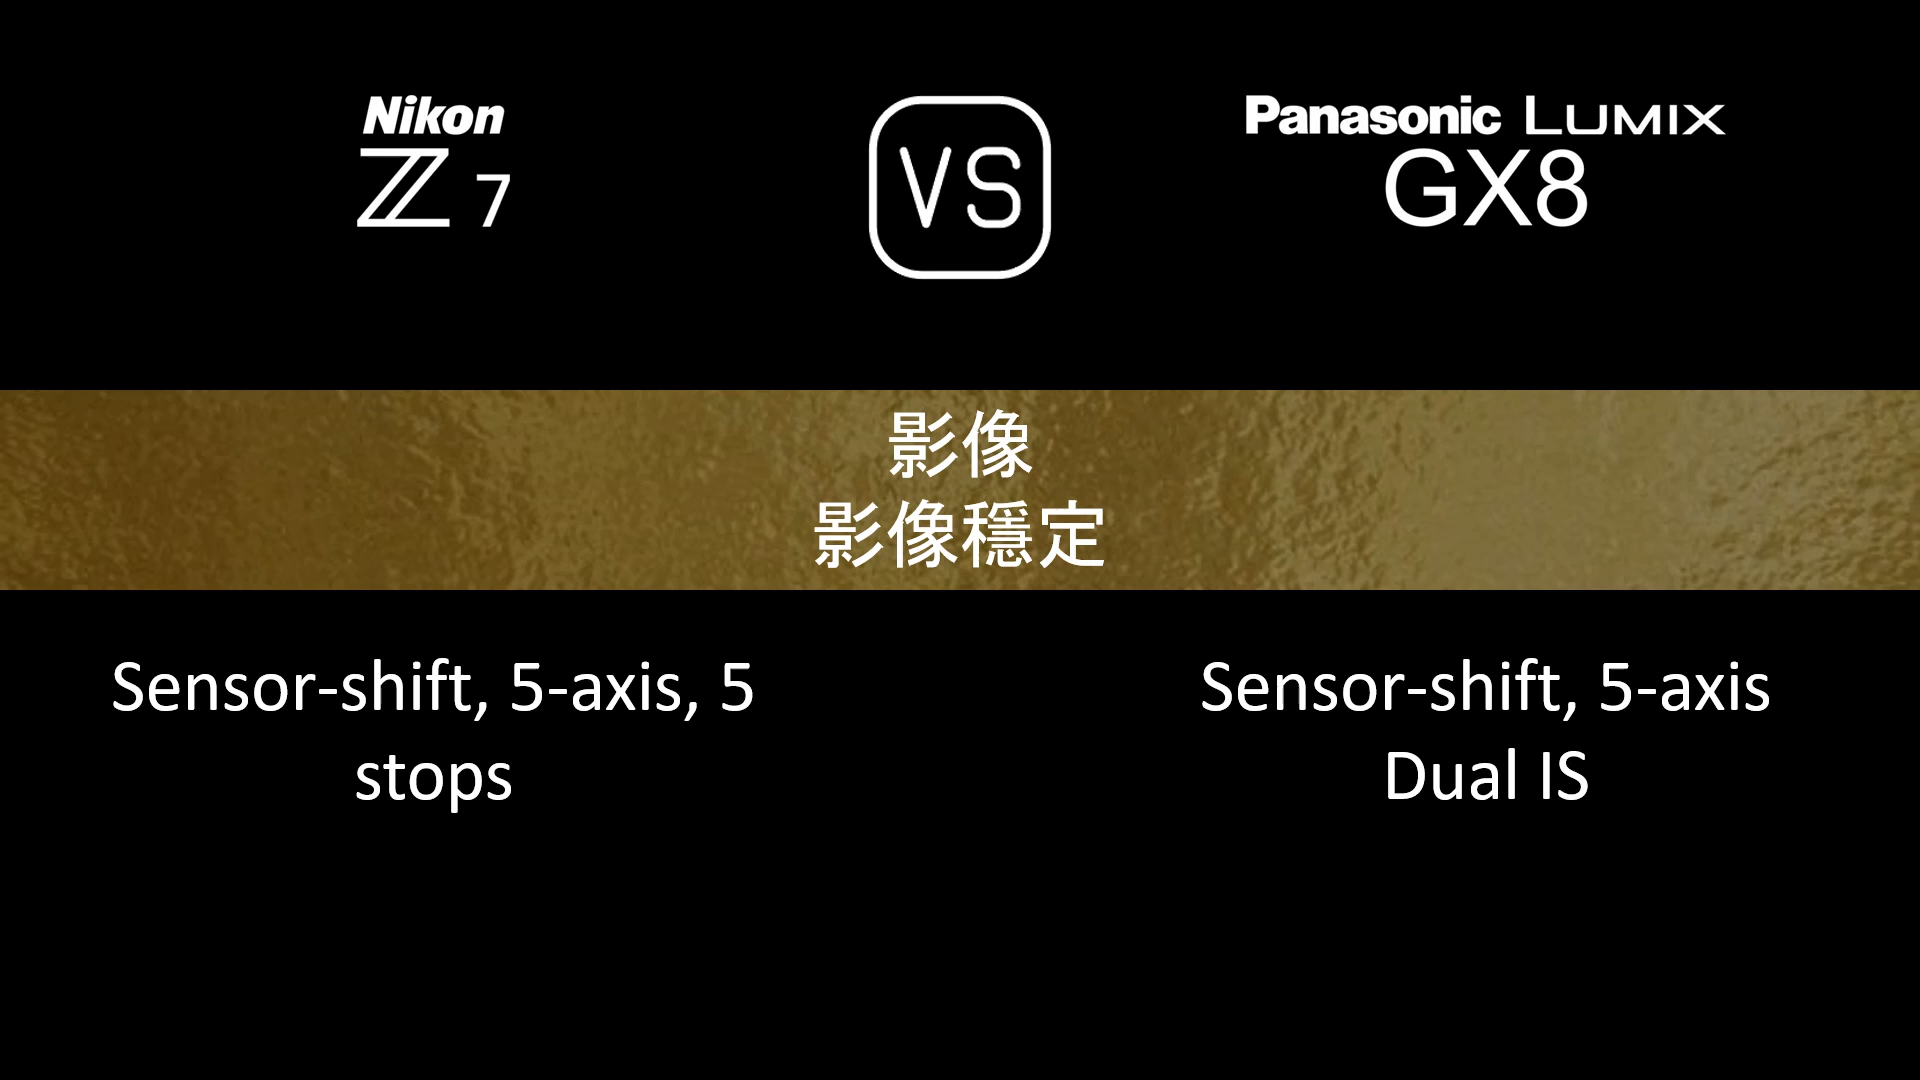 Nikon
Z 7
VS
Panasonic LUMIX
GX8
影像
影像穩定
Sensor-shift, 5-axis, 5
stops
Sensor-shift, 5-axis
Dual IS